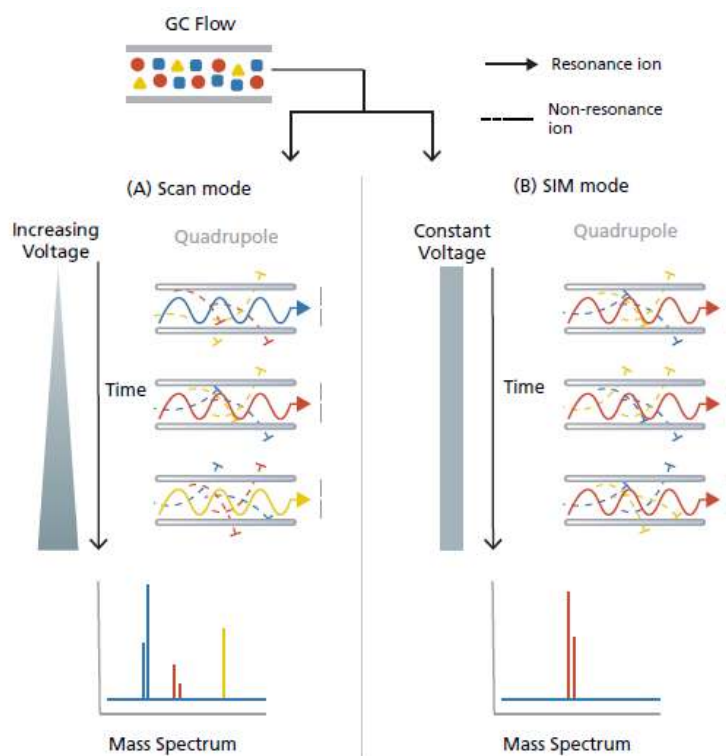 GC Flow
Resonance ion
Non-resonance
ion
(A) Scan mode
Increasing
Voltage
Quadrupole
Time
Mass Spectrum
(B) SIM mode
Constant
Voltage
Quadrupole
Time
Mass Spectrum